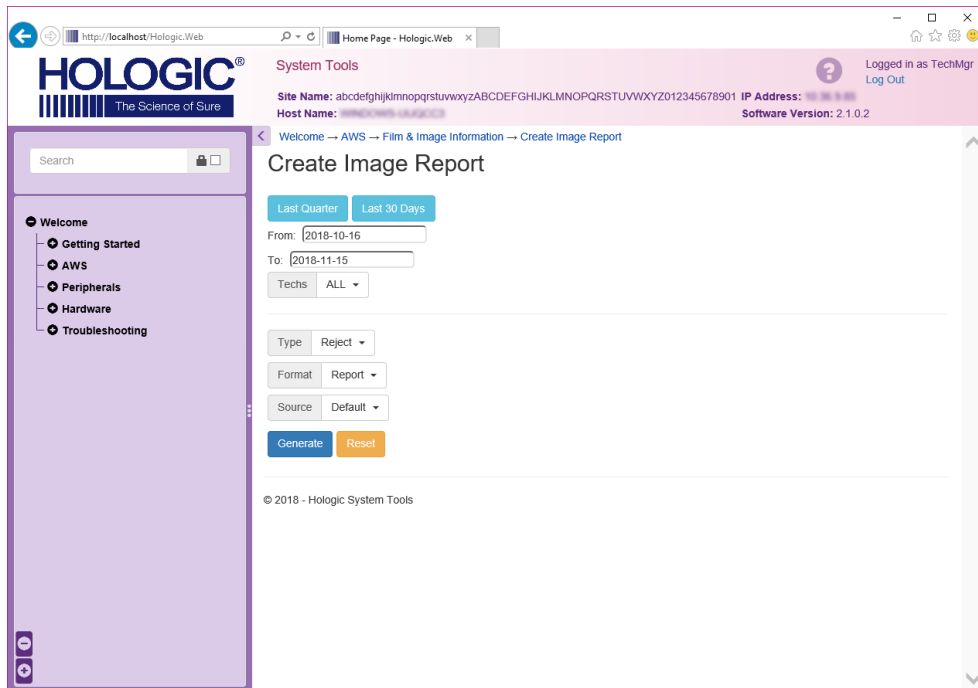 http://localhost/Hologic.Web
Home Page - Hologic.Web
HOLOGIC®
The Science of Sure
System Tools
Logged in as TechMgr
Log Out
Site Name: abcdefghijklmnopqrstuvwxyzABCDEFGHIJKLMNOPQRSTUVWXYZ012345678901 IP Address:
Host Name:
Software Version: 2.1.0.2
Welcome → AWS → Film & Image Information → Create Image Report
Search
Welcome
Getting Started
AWS
Peripherals
Hardware
Troubleshooting
Create Image Report
Last Quarter Last 30 Days
From: 2018-10-16
To: 2018-11-15
Techs ALL
Type Reject
Format Report
Source Default
Generate Reset
© 2018 - Hologic System Tools